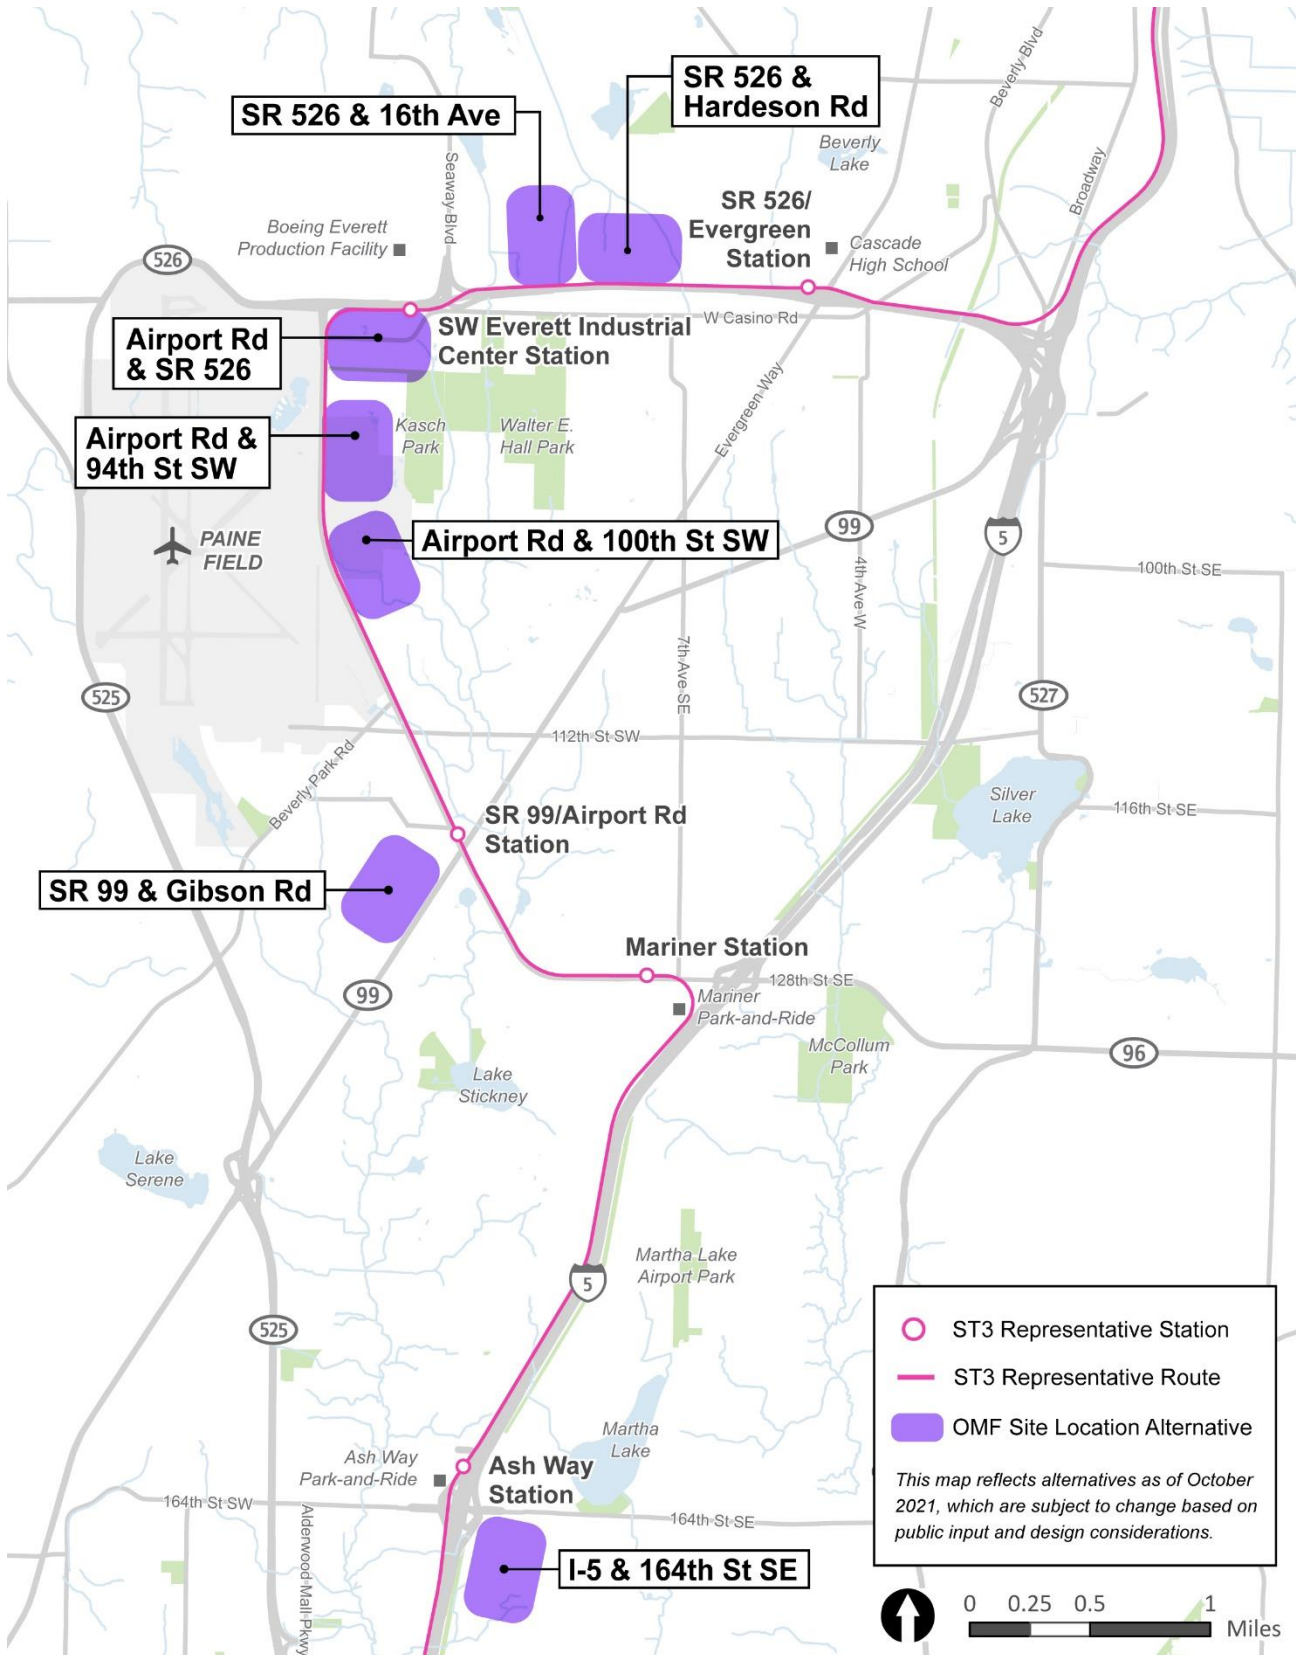 SR 526 &
Hardeson Rd
SR 526 & 16th Ave
Beverly Blvd
Beverly
Lake
Seaway Blvd
Broadway
SR 526/
Evergreen
Station
Boeing Everett
Production Facility
Cascade
High School
526
W Casino Rd
SW Everett Industrial
Center Station
Airport Rd
& SR 526
Evergreen Way
Kasch
Park
Walter E.
Hall Park
Airport Rd &
94th St SW
99
5
PAINE
FIELD
Airport Rd & 100th St SW
100th St SE
4th Ave W
7th Ave SE
525
527
112th St SW
Beverly Park Rd
Silver
Lake
116th St SE
SR 99/Airport Rd
Station
SR 99 & Gibson Rd
Mariner Station
128th St SE
99
Mariner
Park-and-Ride
McCollum
Park
96
Lake
Stickney
Lake
Serene
Martha Lake
Airport Park
5
525
Martha
Lake
Ash Way
Park-and-Ride
Ash Way
Station
164th St SW
Alderwood Mall Pkwy
164th St SE
I-5 & 164th St SE
ST3 Representative Station
ST3 Representative Route
OMF Site Location Alternative
This map reflects alternatives as of October
2021, which are subject to change based on
public input and design considerations.
0 0.25 0.5 1
Miles